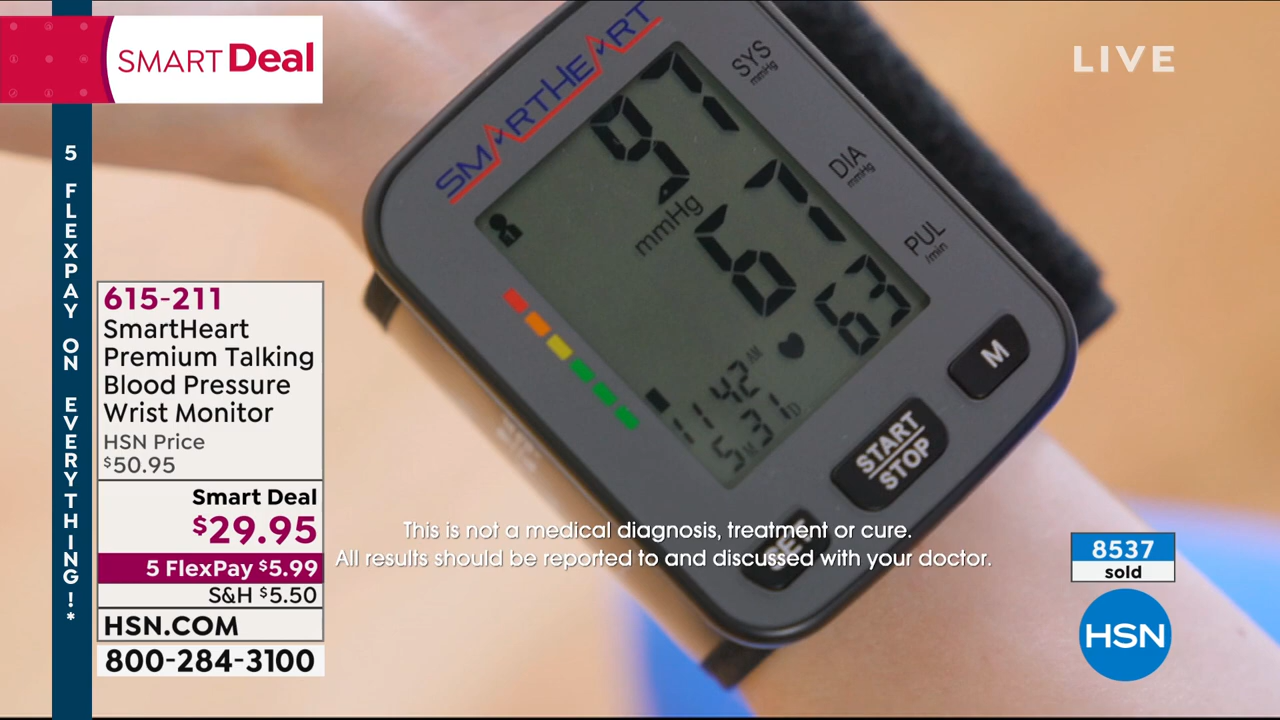 SMART Deal
LIVE
5 FLEXPAY ON EVERYTHING!*
615-211
SmartHeart
Premium Talking
Blood Pressure
Wrist Monitor
HSN Price
$50.95
Smart Deal
$29.95
5 FlexPay $5.99
S&H $5.50
HSN.COM
800-284-3100
SMARTHEART
SYS
mmHg
97
DIA
mmHg
67
mmHg
PUL
/min
63
AM
11 42
5 M 31 D
M
START
STOP
SET
This is not a medical diagnosis, treatment or cure.
All results should be reported to and discussed with your doctor.
8537
sold
HSN